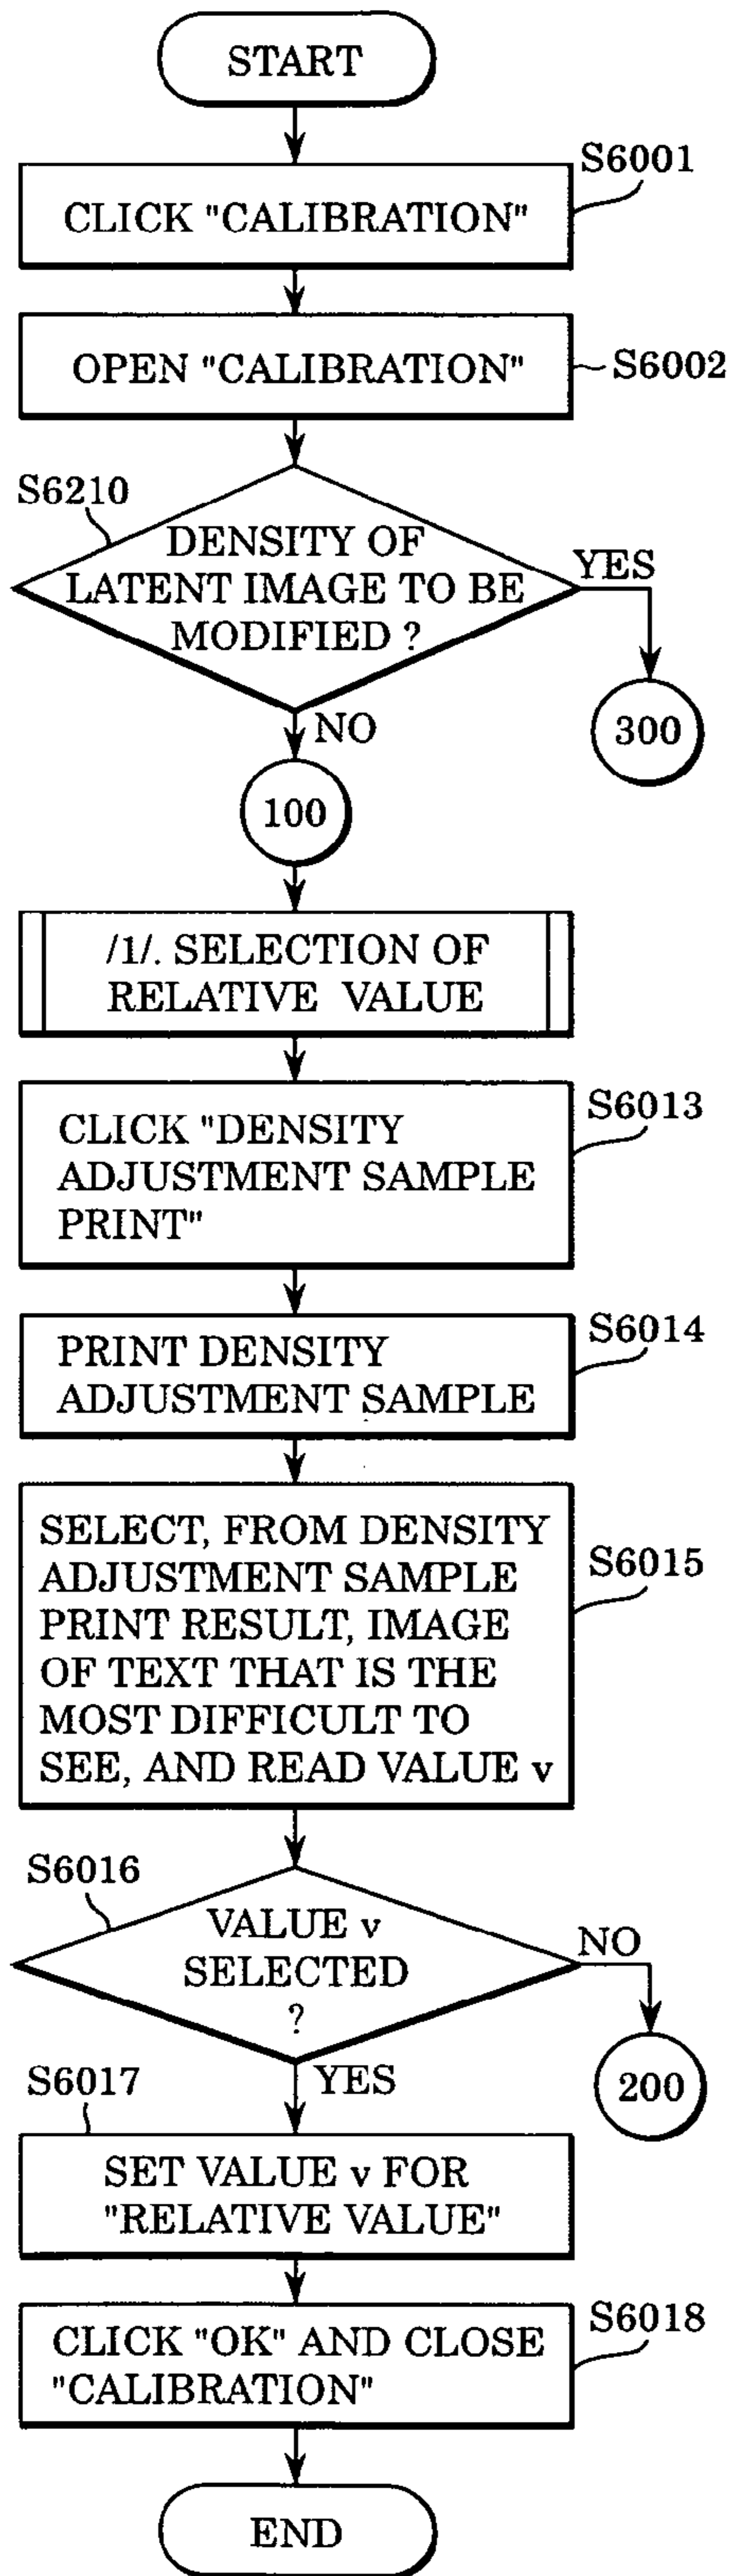 START
S6001
CLICK "CALIBRATION"
OPEN "CALIBRATION"
S6002
S6210
DENSITY OF
LATENT IMAGE TO BE
MODIFIED ?
YES
300
NO
100
/1/. SELECTION OF
RELATIVE VALUE
S6013
CLICK "DENSITY
ADJUSTMENT SAMPLE
PRINT"
S6014
PRINT DENSITY
ADJUSTMENT SAMPLE
S6015
SELECT, FROM DENSITY
ADJUSTMENT SAMPLE
PRINT RESULT, IMAGE
OF TEXT THAT IS THE
MOST DIFFICULT TO
SEE, AND READ VALUE v
S6016
VALUE v
SELECTED
?
NO
200
YES
S6017
SET VALUE v FOR
"RELATIVE VALUE"
S6018
CLICK "OK" AND CLOSE
"CALIBRATION"
END